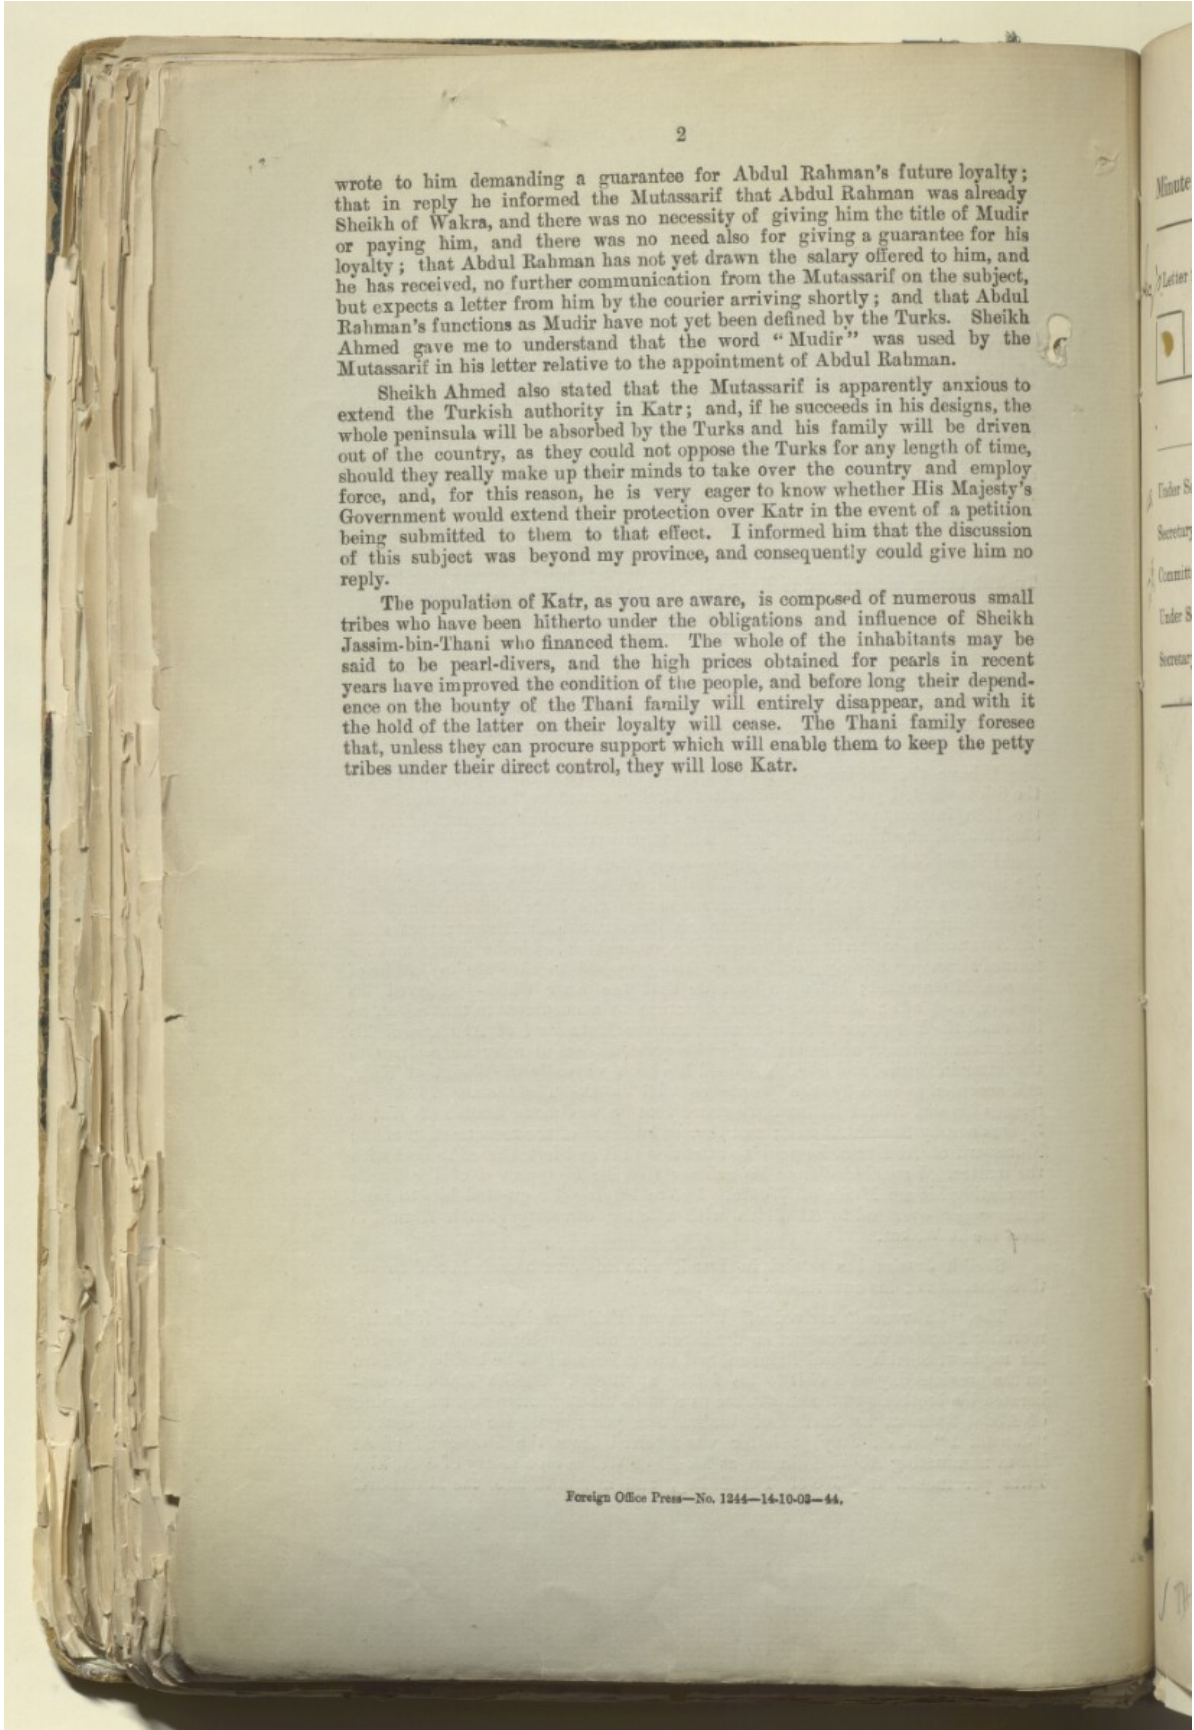 2
wrote to him demanding a guarantee for Abdul Rahman's future loyalty;
that in reply he informed the Mutassarif that Abdul Rahman was already
Sheikh of Wakra, and there was no necessity of giving him the title of Mudir
or paying him, and there was no need also for giving a guarantee for his
loyalty; that Abdul Rahman has not yet drawn the salary offered to him, and
he has received, no further communication from the Mutassarif on the subject,
but expects a letter from him by the courier arriving shortly; and that Abdul
Rahman's functions as Mudir have not yet been defined by the Turks. Sheikh
Ahmed gave me to understand that the word "Mudir" was used by the
Mutassarif in his letter relative to the appointment of Abdul Rahman.
Sheikh Ahmed also stated that the Mutassarif is apparently anxious to
extend the Turkish authority in Katr; and, if he succeeds in his designs, the
whole peninsula will be absorbed by the Turks and his family will be driven
out of the country, as they could not oppose the Turks for any length of time,
should they really make up their minds to take over the country and employ
force, and, for this reason, he is very eager to know whether His Majesty's
Government would extend their protection over Katr in the event of a petition
being submitted to them to that effect. I informed him that the discussion
of this subject was beyond my province, and consequently could give him no
reply.
The population of Katr, as you are aware, is composed of numerous small
tribes who have been hitherto under the obligations and influence of Sheikh
Jassim-bin-Thani who financed them. The whole of the inhabitants may be
said to be pearl-divers, and the high prices obtained for pearls in recent
years have improved the condition of the people, and before long their depend-
ence on the bounty of the Thani family will entirely disappear, and with it
the hold of the latter on their loyalty will cease. The Thani family foresee
that, unless they can procure support which will enable them to keep the petty
tribes under their direct control, they will lose Katr.
Foreign Office Press—No. 1244—14-10-03—44.
Minute
Letter
Under Se
Secretary
Committ
Under S
Secretar